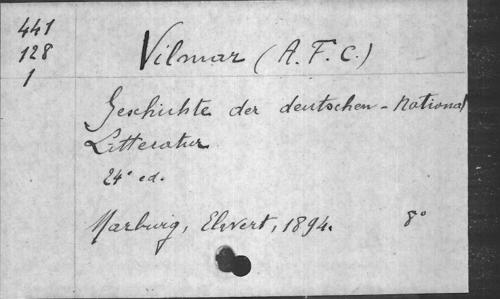 441
128
1
Vilmar (A. F. C.)
Geschichte der deutschen - National
Litteratur
24e ed.
Marburg, Elwert, 1894. 8°